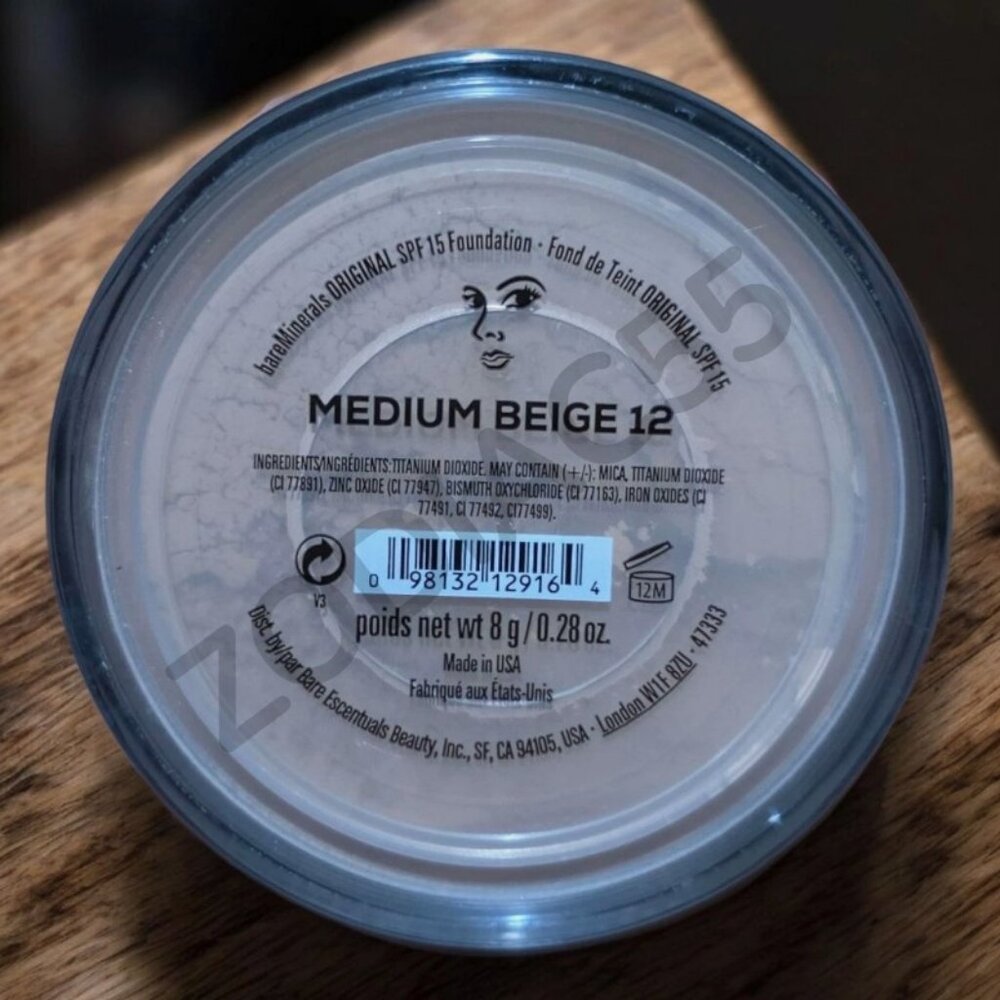 bareMinerals ORIGINAL SPF 15 Foundation · Fond de Teint ORIGINAL SPF 15
MEDIUM BEIGE 12
INGREDIENTS/INGRÉDIENTS:TITANIUM DIOXIDE. MAY CONTAIN (+/-): MICA, TITANIUM DIOXIDE
(CI 77891), ZINC OXIDE (CI 77947), BISMUTH OXYCHLORIDE (CI 77163), IRON OXIDES (CI
77491, CI 77492, CI77499).
0 98132 12916 4
V3
12M
poids net wt 8 g / 0.28 oz.
Made in USA
Fabriqué aux États-Unis
Dist. by/par Bare Escentuals Beauty, Inc., SF, CA 94105, USA · London W1F 8ZU · 47333
ZODIAC55